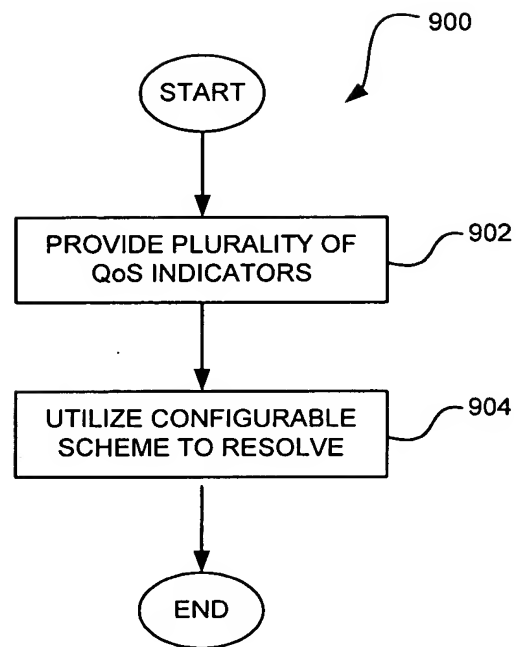 900
START
PROVIDE PLURALITY OF
QoS INDICATORS
902
UTILIZE CONFIGURABLE
SCHEME TO RESOLVE
904
END